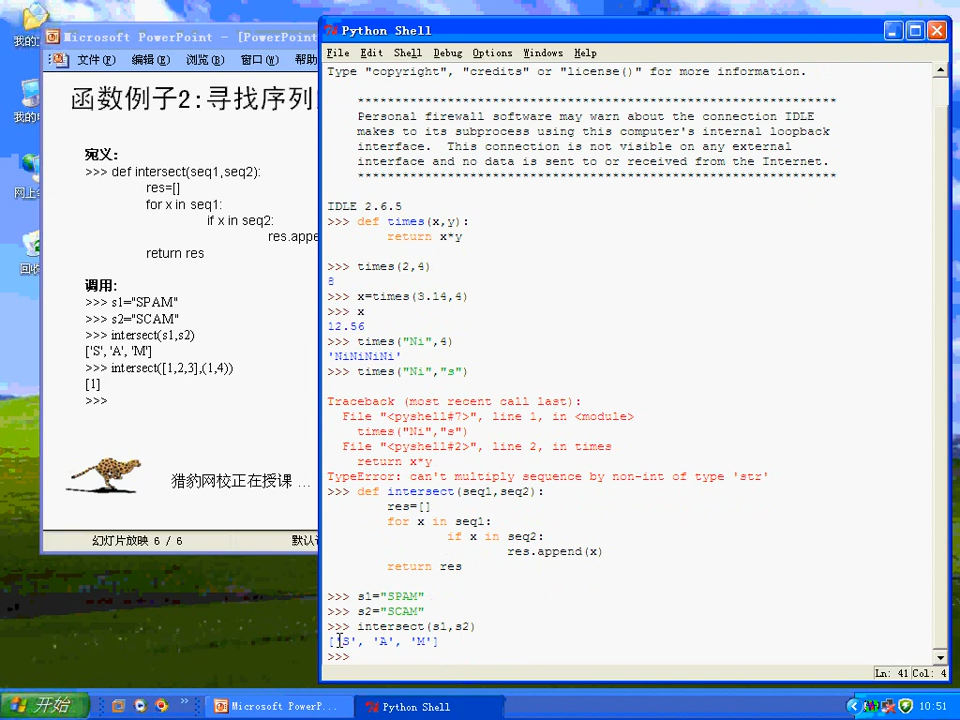 我的
我的
网上
回收
Microsoft PowerPoint - [PowerPoint
文件(F) 编辑(E) 浏览(B) 窗口(W) 帮助
函数例子2:寻找序列
宛义:
>>> def intersect(seq1,seq2):
res=[]
for x in seq1:
if x in seq2:
res.appe
return res
调用:
>>> s1="SPAM"
>>> s2="SCAM"
>>> intersect(s1,s2)
['S', 'A', 'M']
>>> intersect([1,2,3],(1,4))
[1]
>>>
猎豹网校正在授课 ...
幻灯片放映 6 / 6 默认
Python Shell
File Edit Shell Debug Options Windows Help
Type "copyright", "credits" or "license()" for more information.
****************************************************************
Personal firewall software may warn about the connection IDLE
makes to its subprocess using this computer's internal loopback
interface.  This connection is not visible on any external
interface and no data is sent to or received from the Internet.
****************************************************************
IDLE 2.6.5
>>> def times(x,y):
return x*y
>>> times(2,4)
8
>>> x=times(3.14,4)
>>> x
12.56
>>> times("Ni",4)
'NiNiNiNi'
>>> times("Ni","s")
Traceback (most recent call last):
File "<pyshell#7>", line 1, in <module>
times("Ni","s")
File "<pyshell#2>", line 2, in times
return x*y
TypeError: can't multiply sequence by non-int of type 'str'
>>> def intersect(seq1,seq2):
res=[]
for x in seq1:
if x in seq2:
res.append(x)
return res
>>> s1="SPAM"
>>> s2="SCAM"
>>> intersect(s1,s2)
['S', 'A', 'M']
>>>
Ln: 41 Col: 4
开始 Microsoft PowerP... Python Shell 10:51